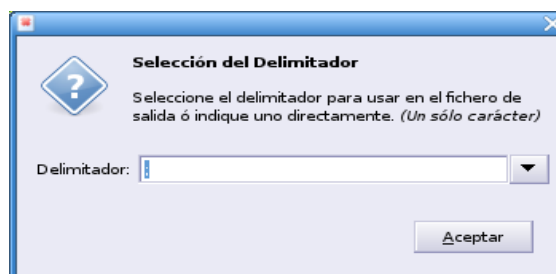 Selección del Delimitador
Seleccione el delimitador para usar en el fichero de
salida ó indique uno directamente. (Un sólo carácter)
Delimitador:
Aceptar